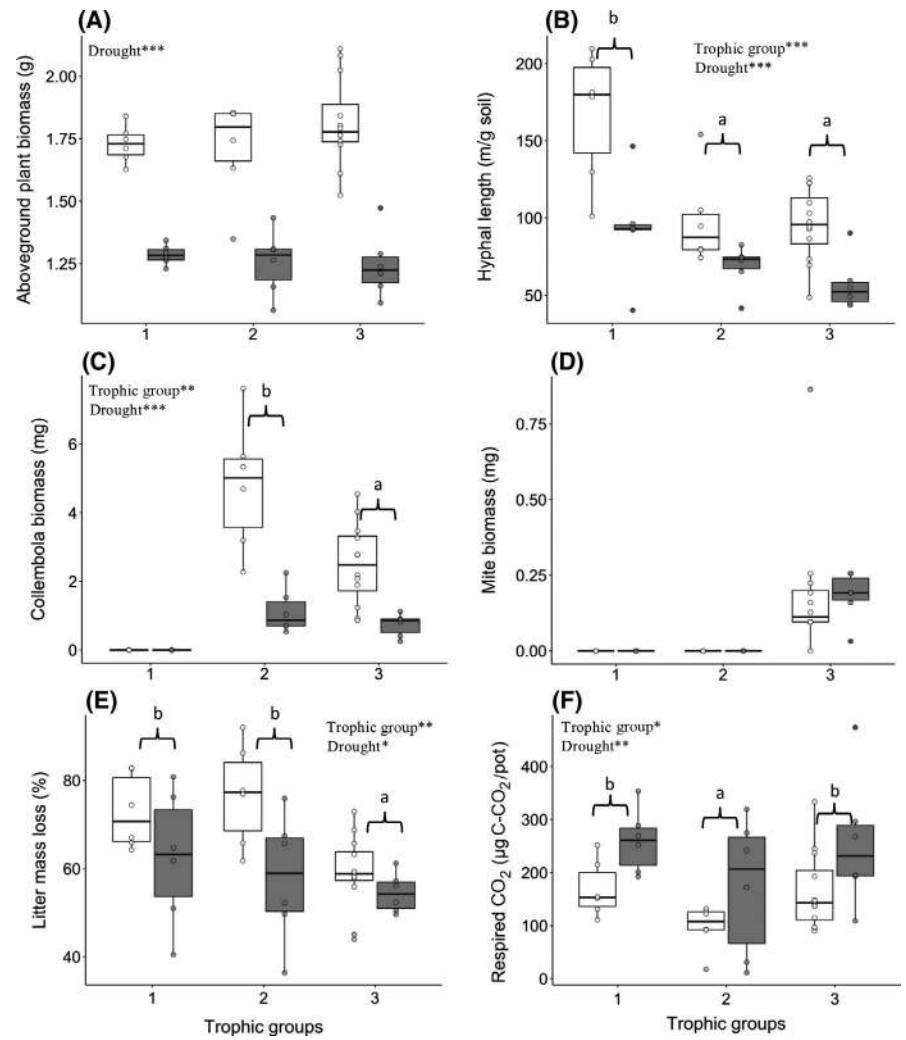 (A)
Drought***
Aboveground plant biomass (g)
2.00
1.75
1.50
1.25
1 2 3
(B)
b
Trophic group***
Drought***
a
a
Hyphal length (m/g soil)
200
150
100
50
1 2 3
(C)
Trophic group**
Drought***
b
a
Collembola biomass (mg)
6
4
2
0
1 2 3
(D)
Mite biomass (mg)
0.75
0.50
0.25
0.00
1 2 3
(E)
b
b
Trophic group**
Drought*
a
Litter mass loss (%)
80
60
40
1 2 3
Trophic groups
(F)
Trophic group*
Drought**
b
a
b
Respired CO₂ (µg C-CO₂/pot)
400
300
200
100
0
1 2 3
Trophic groups